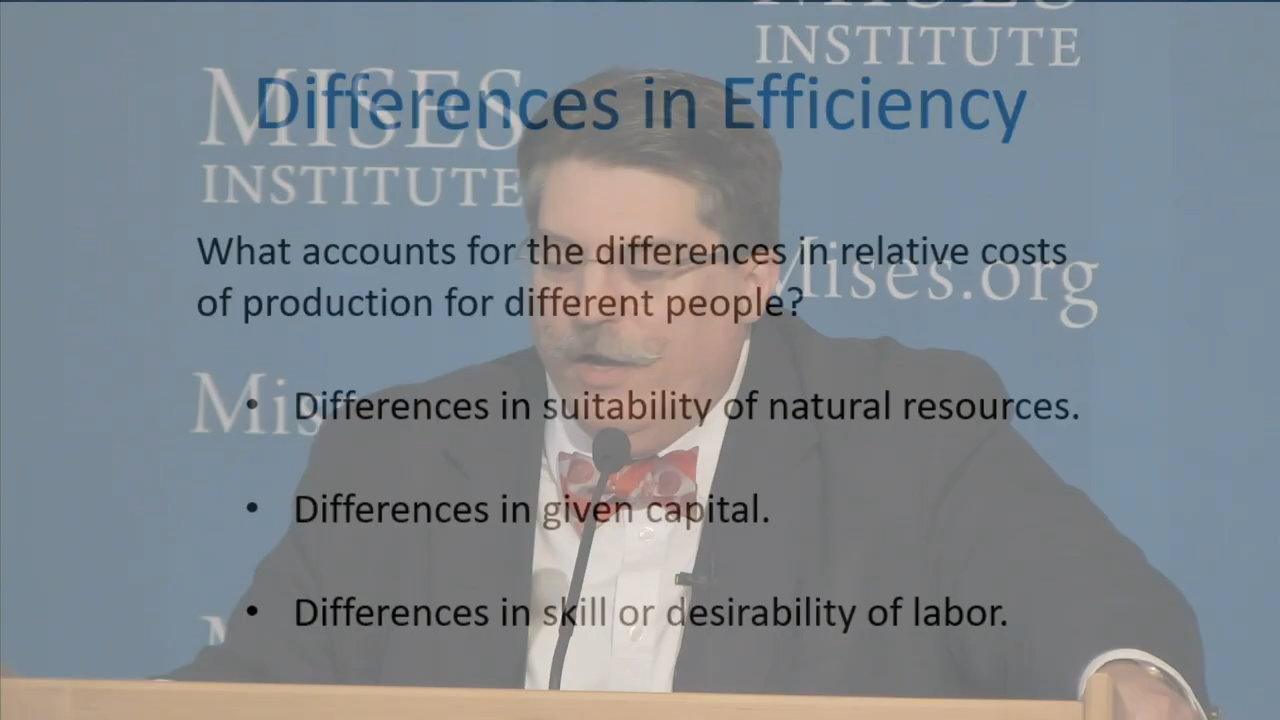 MISES
INSTITUTE
INSTITUTE
Differences in Efficiency
What accounts for the differences in relative costs
of production for different people?
Mises.org
Mis
• Differences in suitability of natural resources.
• Differences in given capital.
• Differences in skill or desirability of labor.